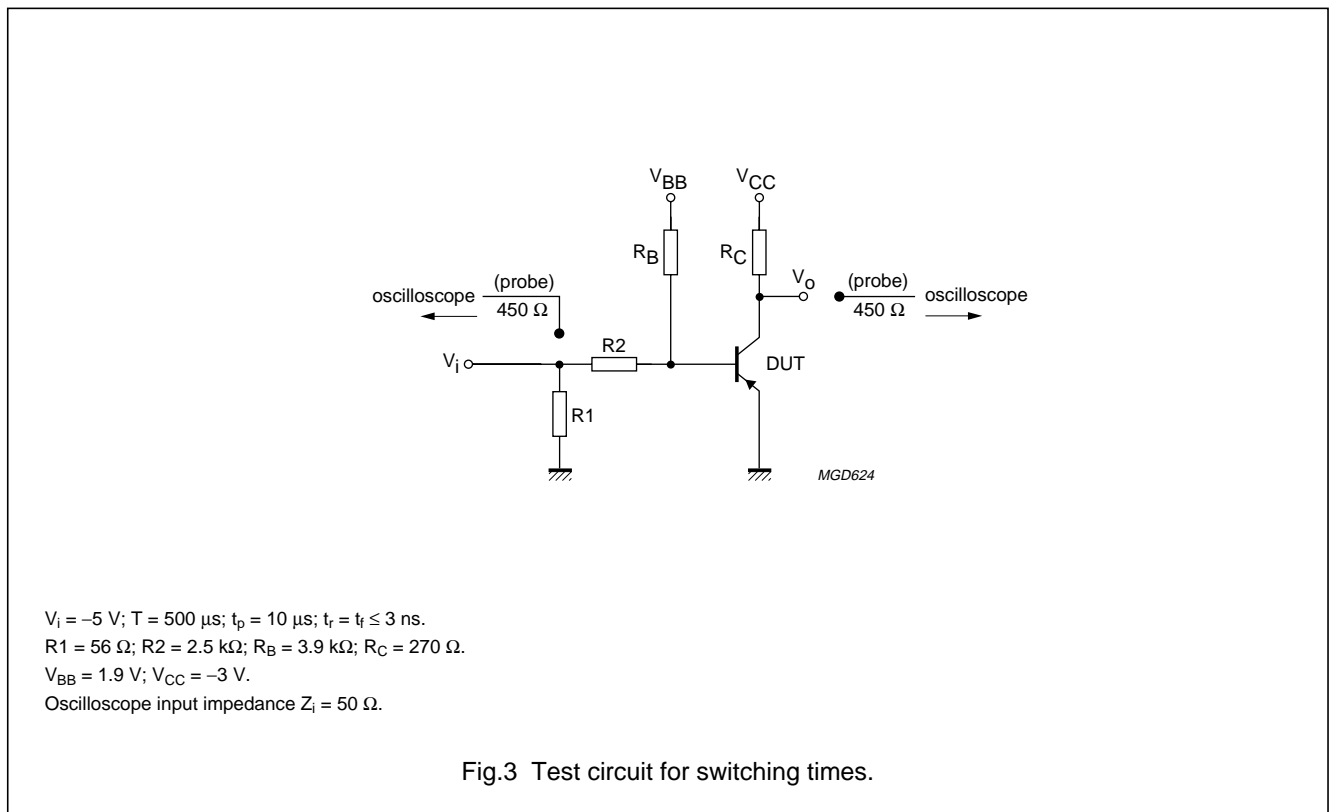 V_BB V_CC
R_B R_C
V_o
(probe)
oscilloscope
450 Ω
(probe)
oscilloscope
450 Ω
V_i
R2
DUT
R1
MGD624
V_i = −5 V; T = 500 μs; t_p = 10 μs; t_r = t_f ≤ 3 ns.
R1 = 56 Ω; R2 = 2.5 kΩ; R_B = 3.9 kΩ; R_C = 270 Ω.
V_BB = 1.9 V; V_CC = −3 V.
Oscilloscope input impedance Z_i = 50 Ω.
Fig.3 Test circuit for switching times.